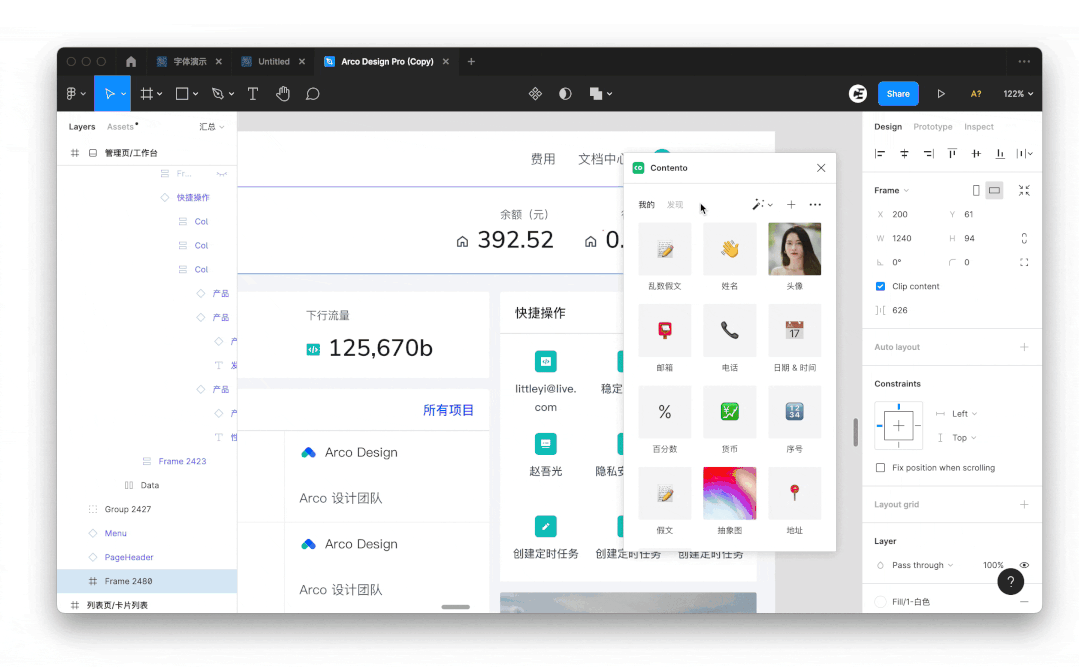 字体演示
Untitled
Arco Design Pro (Copy)
Share
A?
122%
Layers
Assets
汇总
管理页/工作台
Fr...
快捷操作
Col
Col
Col
产品
产品
发
产品
性
Frame 2423
Data
Group 2427
Menu
PageHeader
Frame 2480
列表页/卡片列表
费用
文档中心
余额（元）
392.52
0.
下行流量
125,670b
所有项目
Arco Design
Arco 设计团队
Arco Design
Arco 设计团队
快捷操作
littleyi@live.
com
稳定
赵吾光
隐私安
创建定时任务
创建定时任务
创建定时任务
CO
Contento
我的
发现
乱数假文
姓名
头像
17
邮箱
电话
日期 & 时间
%
12
34
百分数
货币
序号
假文
抽象图
地址
Design
Prototype
Inspect
Frame
X 200
Y 61
W 1240
H 94
0°
0
Clip content
626
Auto layout
Constraints
Left
Top
Fix position when scrolling
Layout grid
Layer
Pass through
100%
?
Fill/1-白色